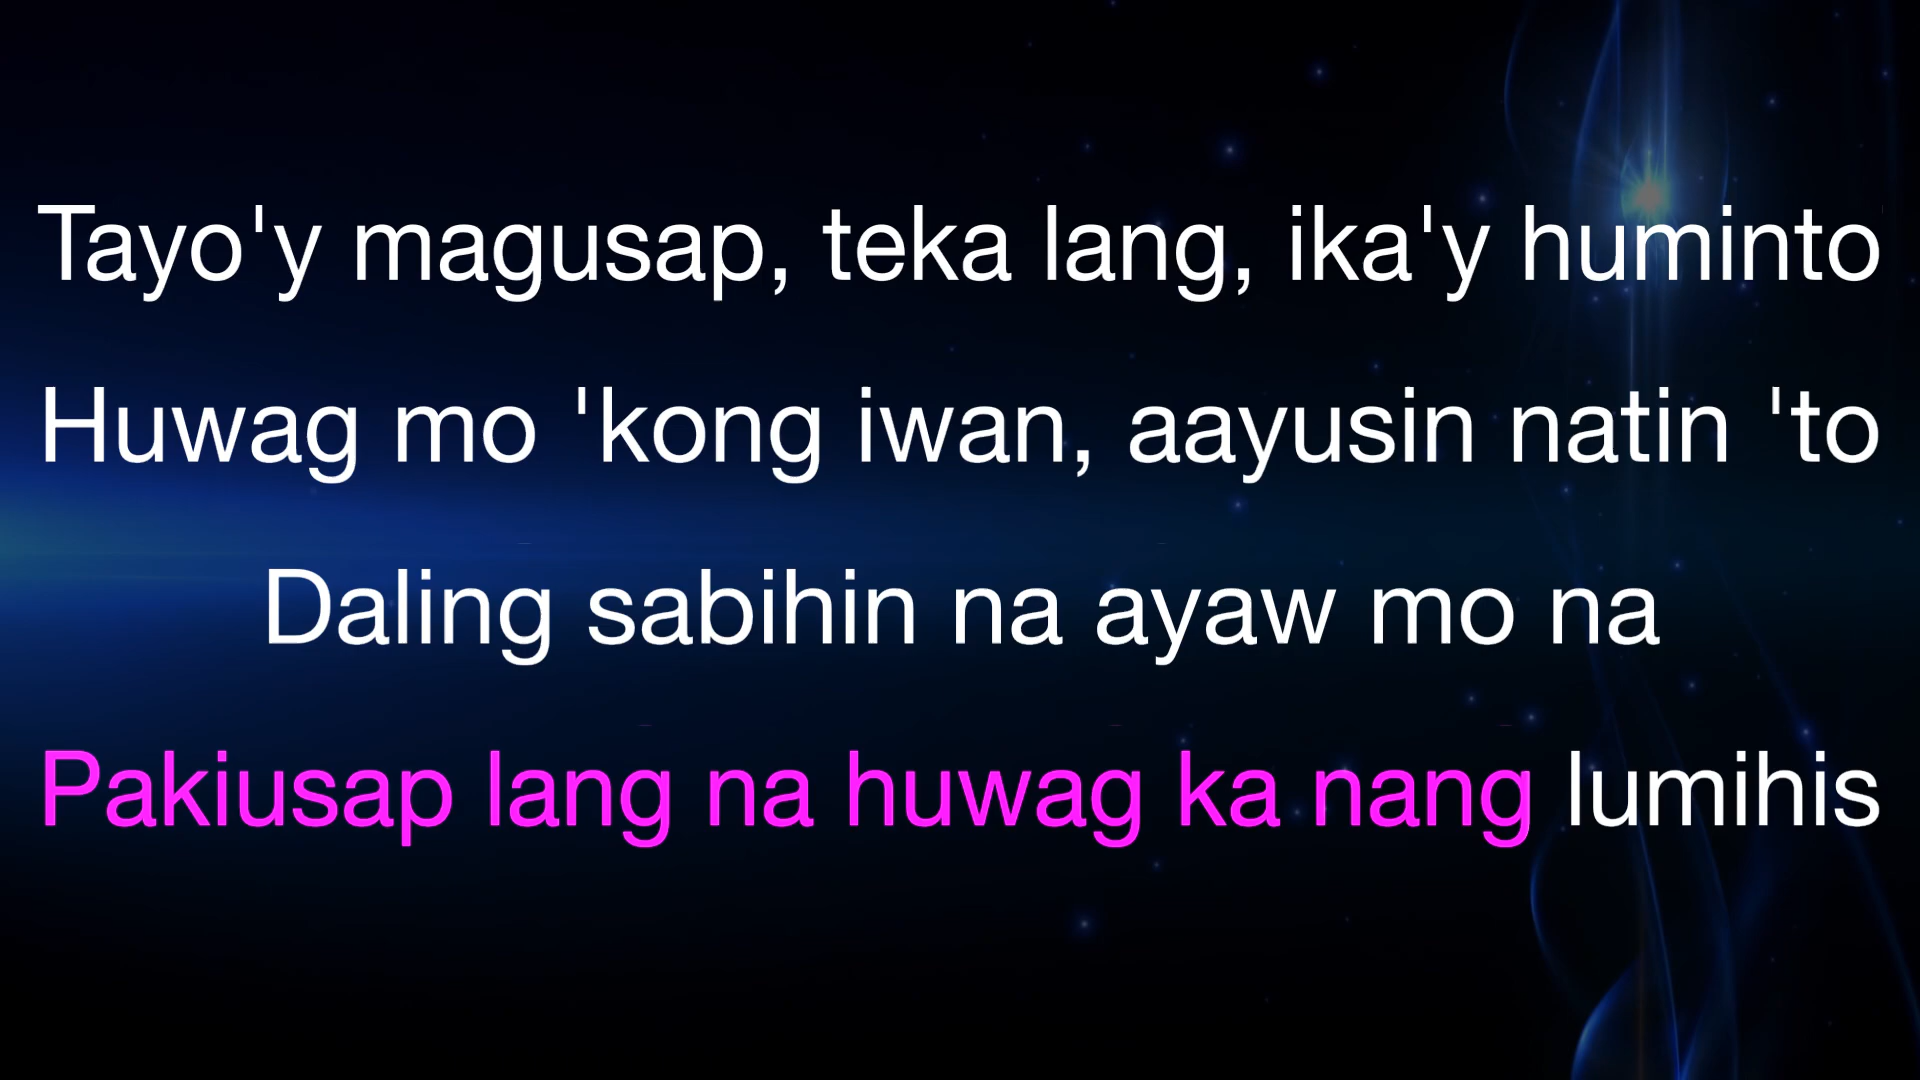 Tayo'y magusap, teka lang, ika'y huminto
Huwag mo 'kong iwan, aayusin natin 'to
Daling sabihin na ayaw mo na
Pakiusap lang na huwag ka nang lumihis